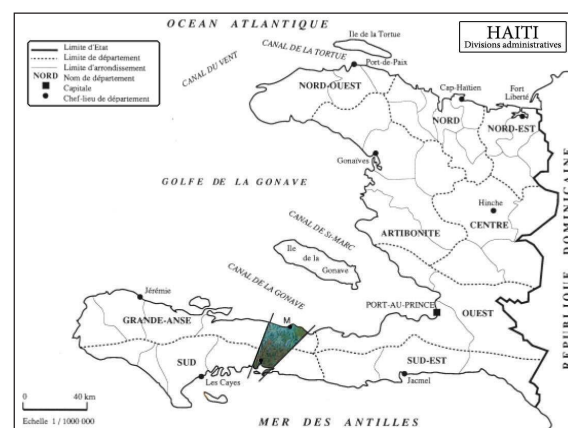 OCEAN ATLANTIQUE
HAITI
Divisions administratives
Limite d'Etat
Limite de département
Limite d'arrondissement
NORD Nom de département
Capitale
Chef-lieu de département
Ile de la Tortue
CANAL DE LA TORTUE
CANAL DU VENT
Port-de-Paix
NORD-OUEST
Cap-Haïtien
Fort
Liberté
NORD
NORD-EST
Gonaïves
GOLFE DE LA GONAVE
Hinche
CENTRE
ARTIBONITE
CANAL DE St-MARC
Ile
de la
Gonave
CANAL DE LA GONAVE
REPUBLIQUE DOMINICAINE
Jérémie
PORT-AU-PRINCE
OUEST
GRANDE-ANSE
M
SUD
SUD-EST
Les Cayes
Jacmel
0 40 km
Echelle 1 / 1000 000
MER DES ANTILLES